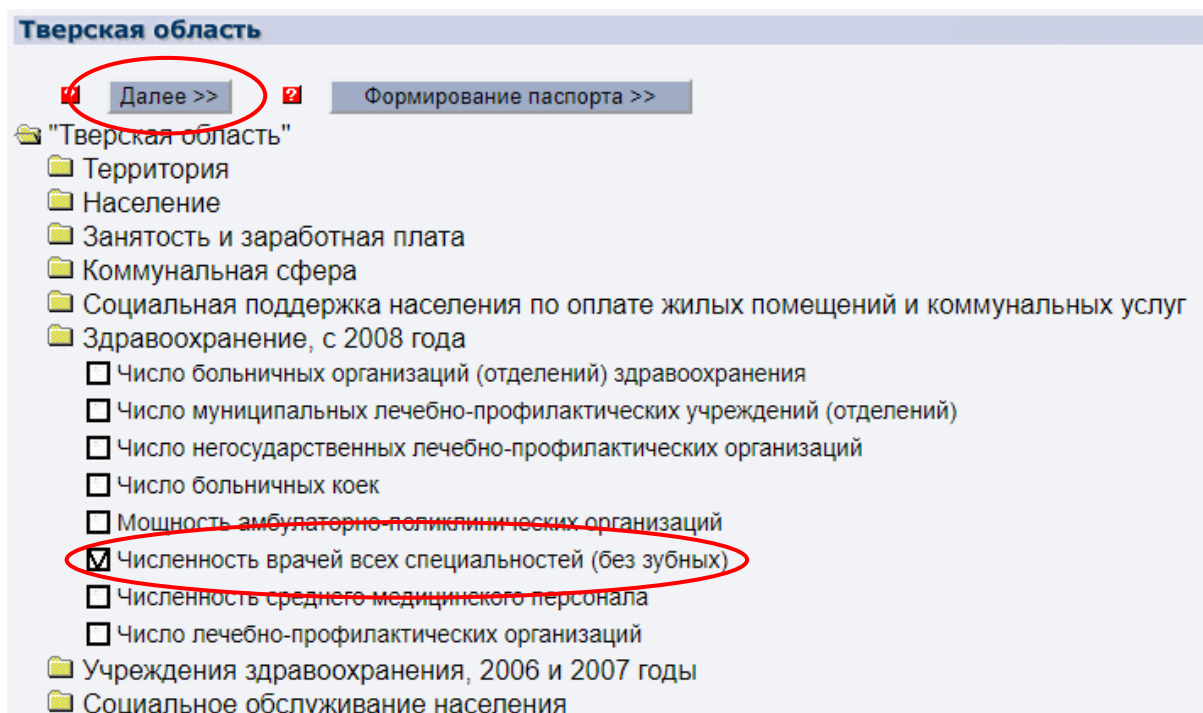 Тверская область
? Далее >> ? Формирование паспорта >>
"Тверская область"
Территория
Население
Занятость и заработная плата
Коммунальная сфера
Социальная поддержка населения по оплате жилых помещений и коммунальных услуг
Здравоохранение, с 2008 года
Число больничных организаций (отделений) здравоохранения
Число муниципальных лечебно-профилактических учреждений (отделений)
Число негосударственных лечебно-профилактических организаций
Число больничных коек
Мощность амбулаторно-поликлинических организаций
Численность врачей всех специальностей (без зубных)
Численность среднего медицинского персонала
Число лечебно-профилактических организаций
Учреждения здравоохранения, 2006 и 2007 годы
Социальное обслуживание населения